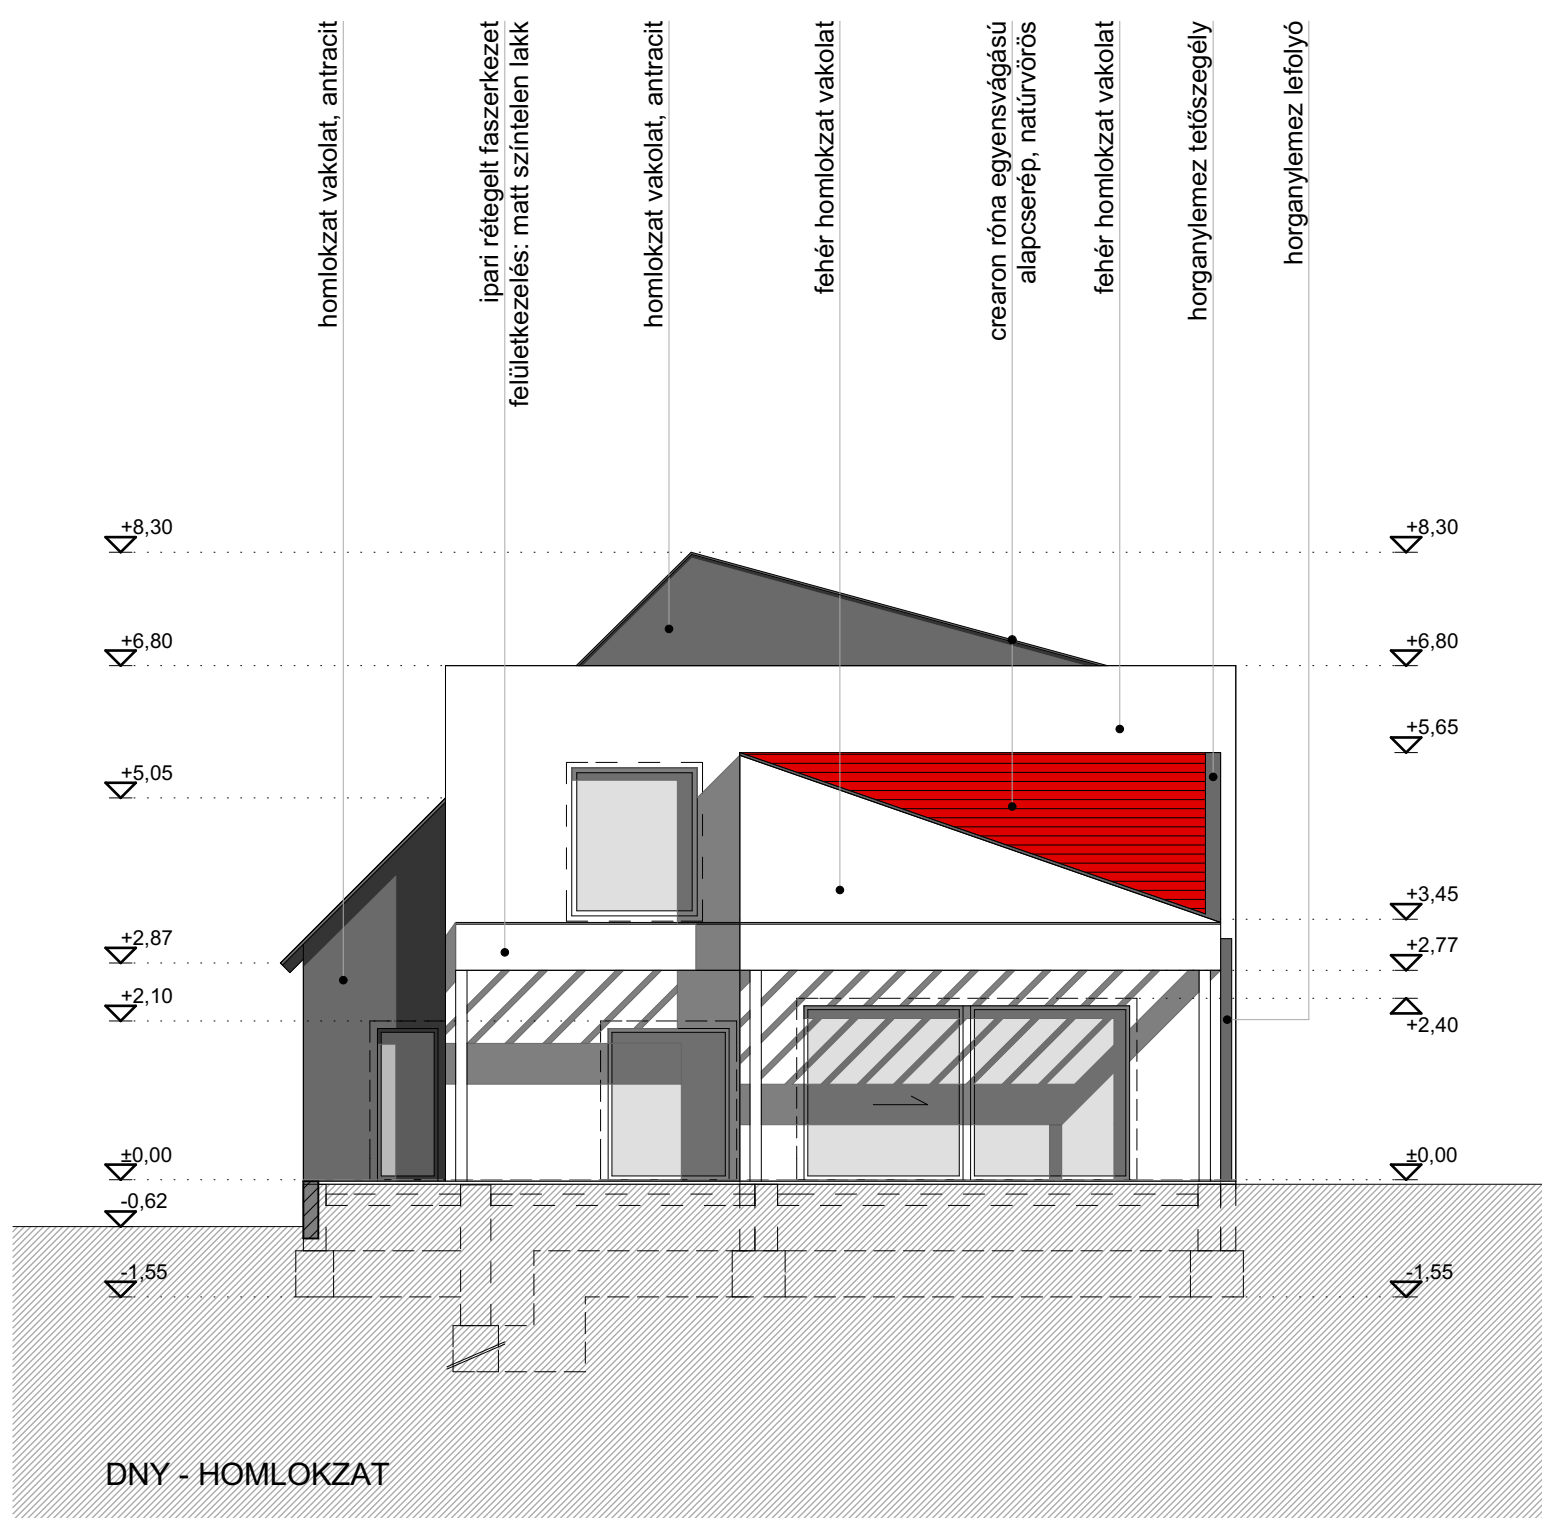 homlokzat vakolat, antracit
ipari rétegelt faszerkezet
felületkezelés: matt színtelen lakk
homlokzat vakolat, antracit
fehér homlokzat vakolat
crearon róna egyensvágású
alapcserép, natúrvörös
fehér homlokzat vakolat
horganylemez tetőszegély
horganylemez lefolyó
+8,30
+8,30
+6,80
+6,80
+5,65
+5,05
+3,45
+2,87
+2,77
+2,10
+2,40
±0,00
±0,00
-0,62
-1,55
-1,55
DNY - HOMLOKZAT